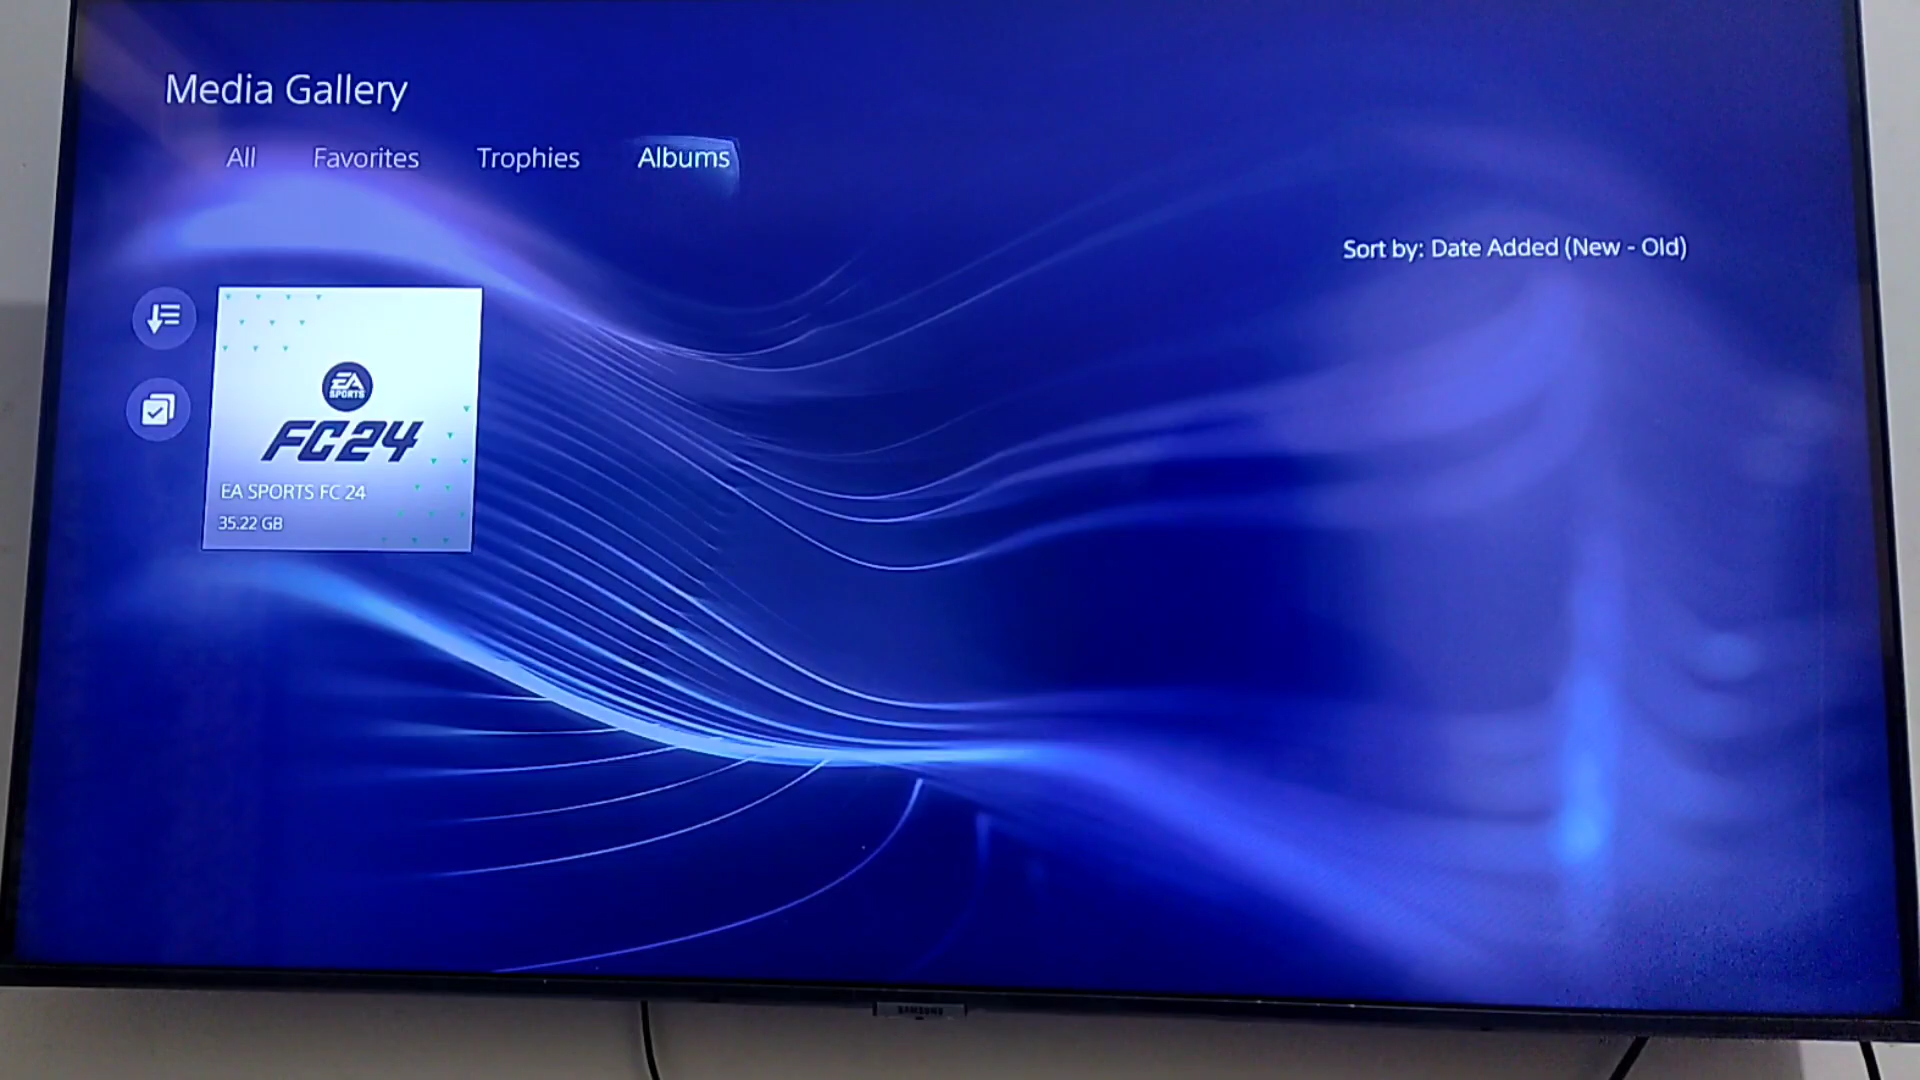 Media Gallery
All Favorites Trophies Albums
Sort by: Date Added (New - Old)
EA
SPORTS
FC24
EA SPORTS FC 24
35.22 GB
SAMSUNG